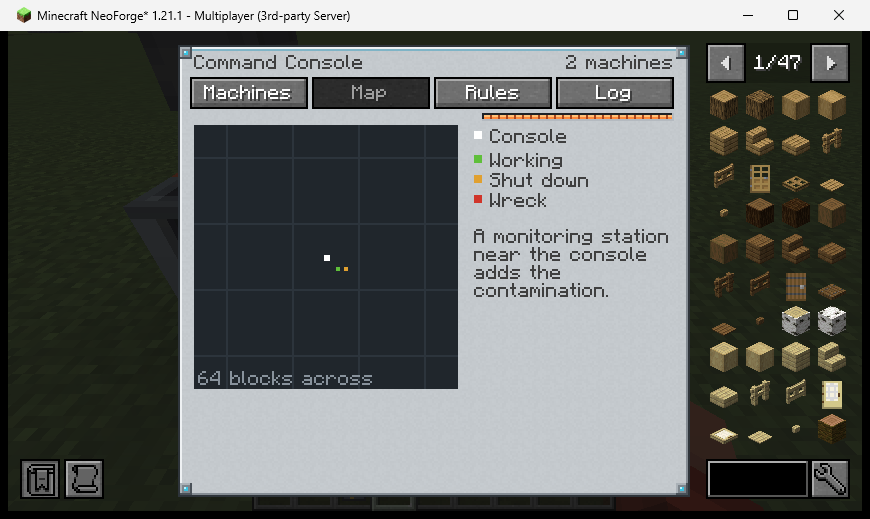 Minecraft NeoForge* 1.21.1 - Multiplayer (3rd-party Server)
Command Console
2 machines
Machines
Map
Rules
Log
1/47
Console
Working
Shut down
Wreck
A monitoring station
near the console
adds the
contamination.
64 blocks across